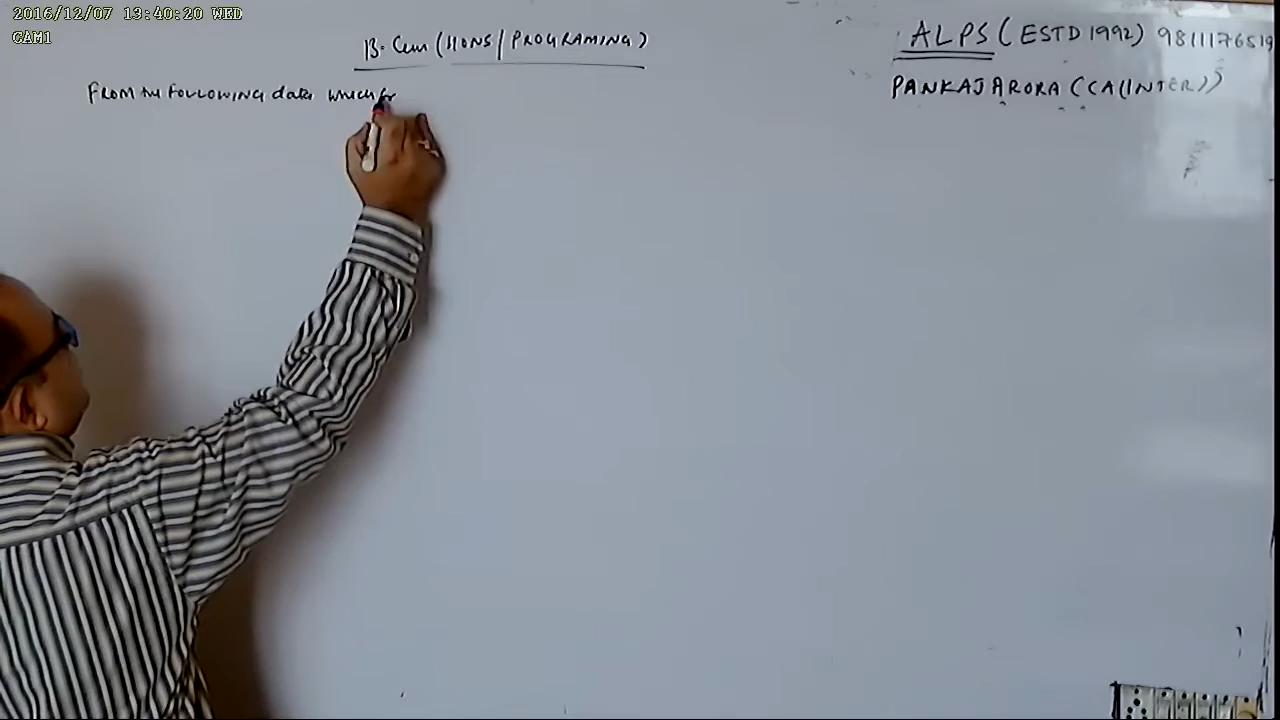 2016/12/07 13:40:20 WED
CAM1
B. Com (HONS/PROGRAMING)
ALPS (ESTD 1992) 9811176519
PANKAJ ARORA (CA(INTER))
FROM the FOLLOWING data which